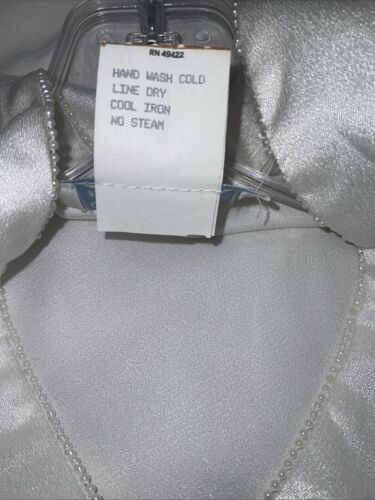 RN 49422
HAND WASH COLD
LINE DRY
COOL IRON
NO STEAM